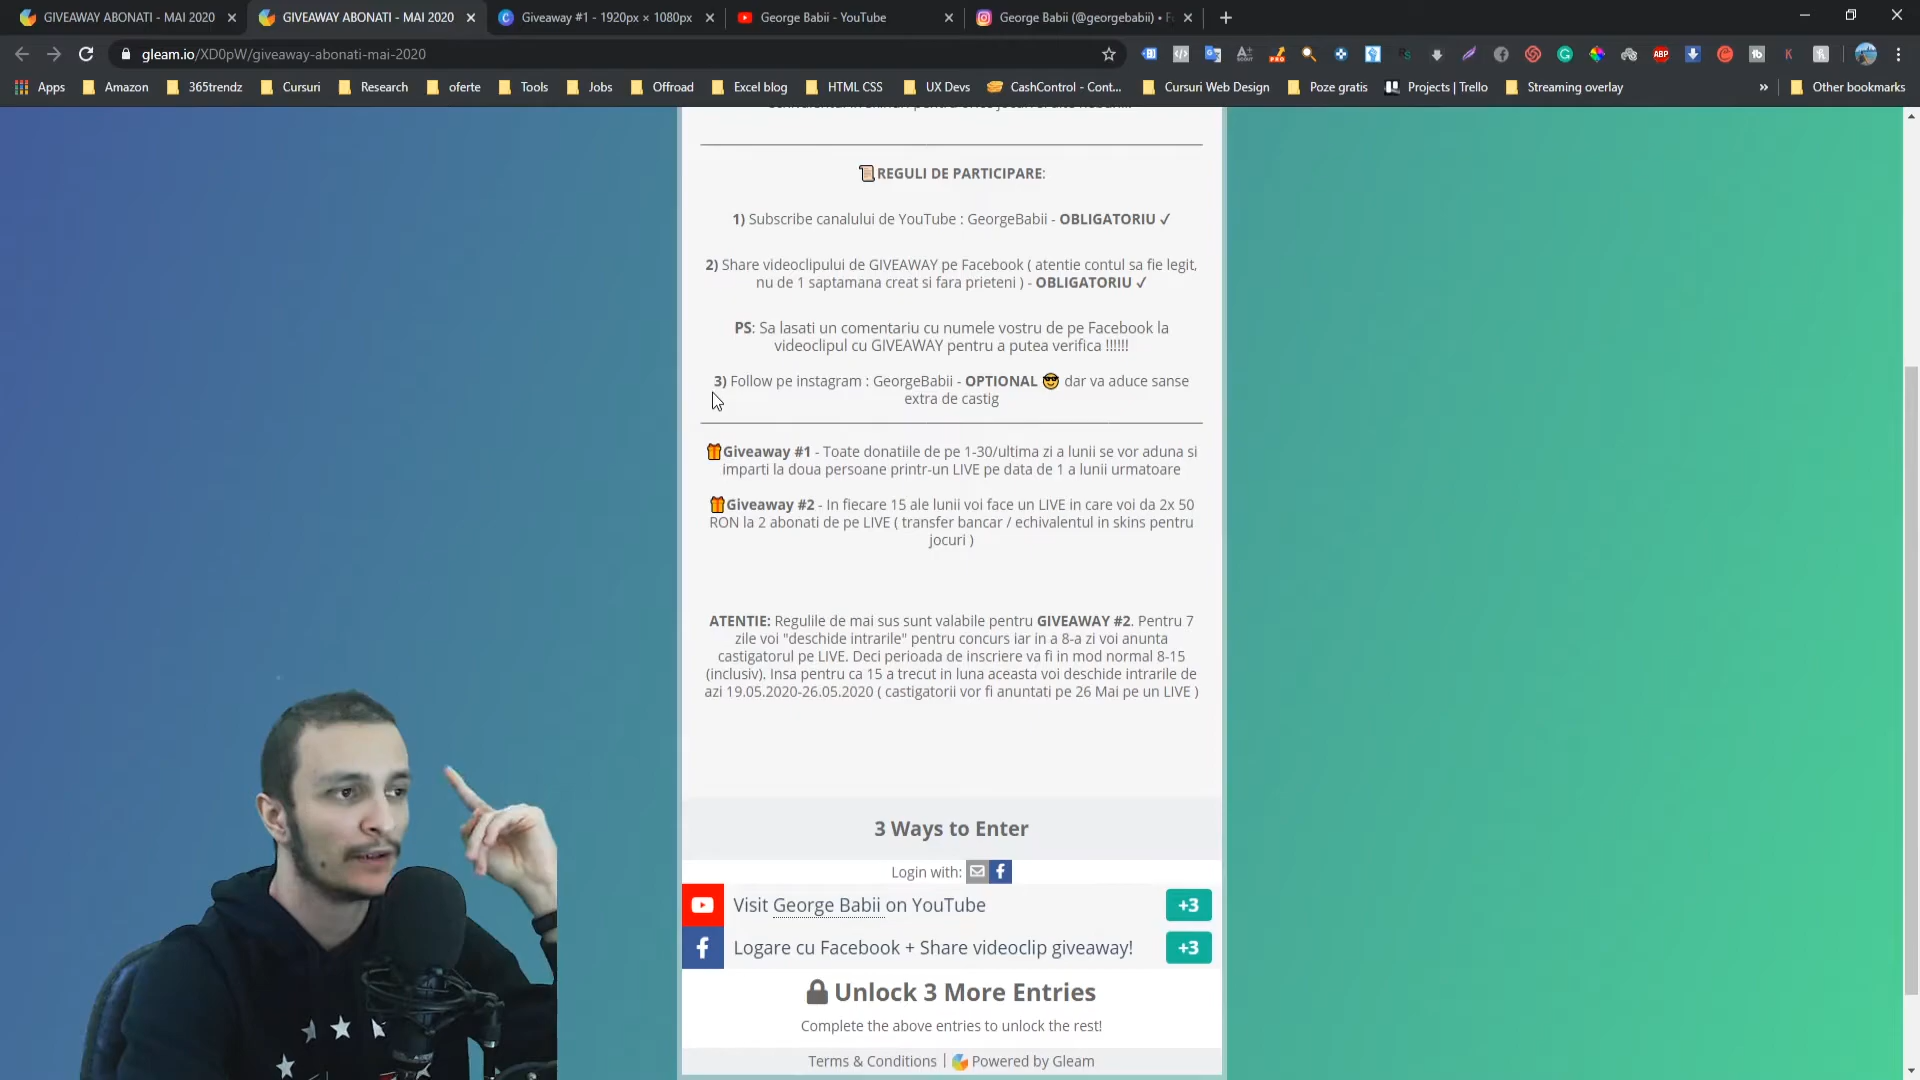 GIVEAWAY ABONATI - MAI 2020
GIVEAWAY ABONATI - MAI 2020
Giveaway #1 - 1920px × 1080px
George Babii - YouTube
George Babii (@georgebabii) •
gleam.io/XD0pW/giveaway-abonati-mai-2020
Apps
Amazon
365trendz
Cursuri
Research
oferte
Tools
Jobs
Offroad
Excel blog
HTML CSS
UX Devs
CashControl - Cont...
Cursuri Web Design
Poze gratis
Projects | Trello
Streaming overlay
»
Other bookmarks
REGULI DE PARTICIPARE:
1) Subscribe canalului de YouTube : GeorgeBabii - OBLIGATORIU ✓
2) Share videoclipului de GIVEAWAY pe Facebook ( atentie contul sa fie legit,
nu de 1 saptamana creat si fara prieteni ) - OBLIGATORIU ✓
PS: Sa lasati un comentariu cu numele vostru de pe Facebook la
videoclipul cu GIVEAWAY pentru a putea verifica !!!!!!
3) Follow pe instagram : GeorgeBabii - OPTIONAL 😎 dar va aduce sanse
extra de castig
Giveaway #1 - Toate donatiile de pe 1-30/ultima zi a lunii se vor aduna si
imparti la doua persoane printr-un LIVE pe data de 1 a lunii urmatoare
Giveaway #2 - In fiecare 15 ale lunii voi face un LIVE in care voi da 2x 50
RON la 2 abonati de pe LIVE ( transfer bancar / echivalentul in skins pentru
jocuri )
ATENTIE: Regulile de mai sus sunt valabile pentru GIVEAWAY #2. Pentru 7
zile voi "deschide intrarile" pentru concurs iar in a 8-a zi voi anunta
castigatorul pe LIVE. Deci perioada de inscriere va fi in mod normal 8-15
(inclusiv). Insa pentru ca 15 a trecut in luna aceasta voi deschide intrarile de
azi 19.05.2020-26.05.2020 ( castigatorii vor fi anuntati pe 26 Mai pe un LIVE )
3 Ways to Enter
Login with:
Visit George Babii on YouTube
+3
Logare cu Facebook + Share videoclip giveaway!
+3
Unlock 3 More Entries
Complete the above entries to unlock the rest!
Terms & Conditions | Powered by Gleam